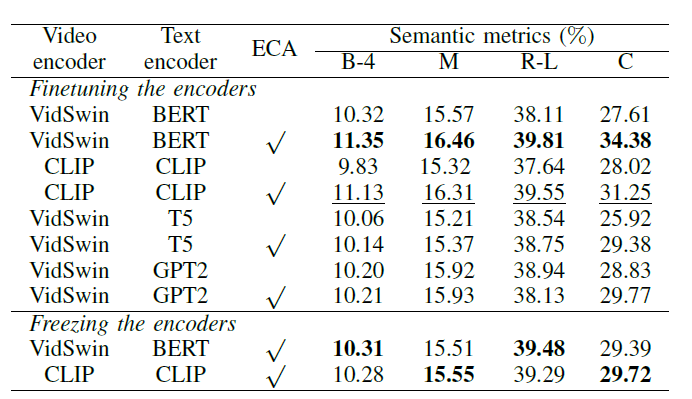 Video Text ECA Semantic metrics (%)
encoder encoder B-4 M R-L C
Finetuning the encoders
VidSwin BERT 10.32 15.57 38.11 27.61
VidSwin BERT √ 11.35 16.46 39.81 34.38
CLIP CLIP 9.83 15.32 37.64 28.02
CLIP CLIP √ 11.13 16.31 39.55 31.25
VidSwin T5 10.06 15.21 38.54 25.92
VidSwin T5 √ 10.14 15.37 38.75 29.38
VidSwin GPT2 10.20 15.92 38.94 28.83
VidSwin GPT2 √ 10.21 15.93 38.13 29.77
Freezing the encoders
VidSwin BERT √ 10.31 15.51 39.48 29.39
CLIP CLIP √ 10.28 15.55 39.29 29.72